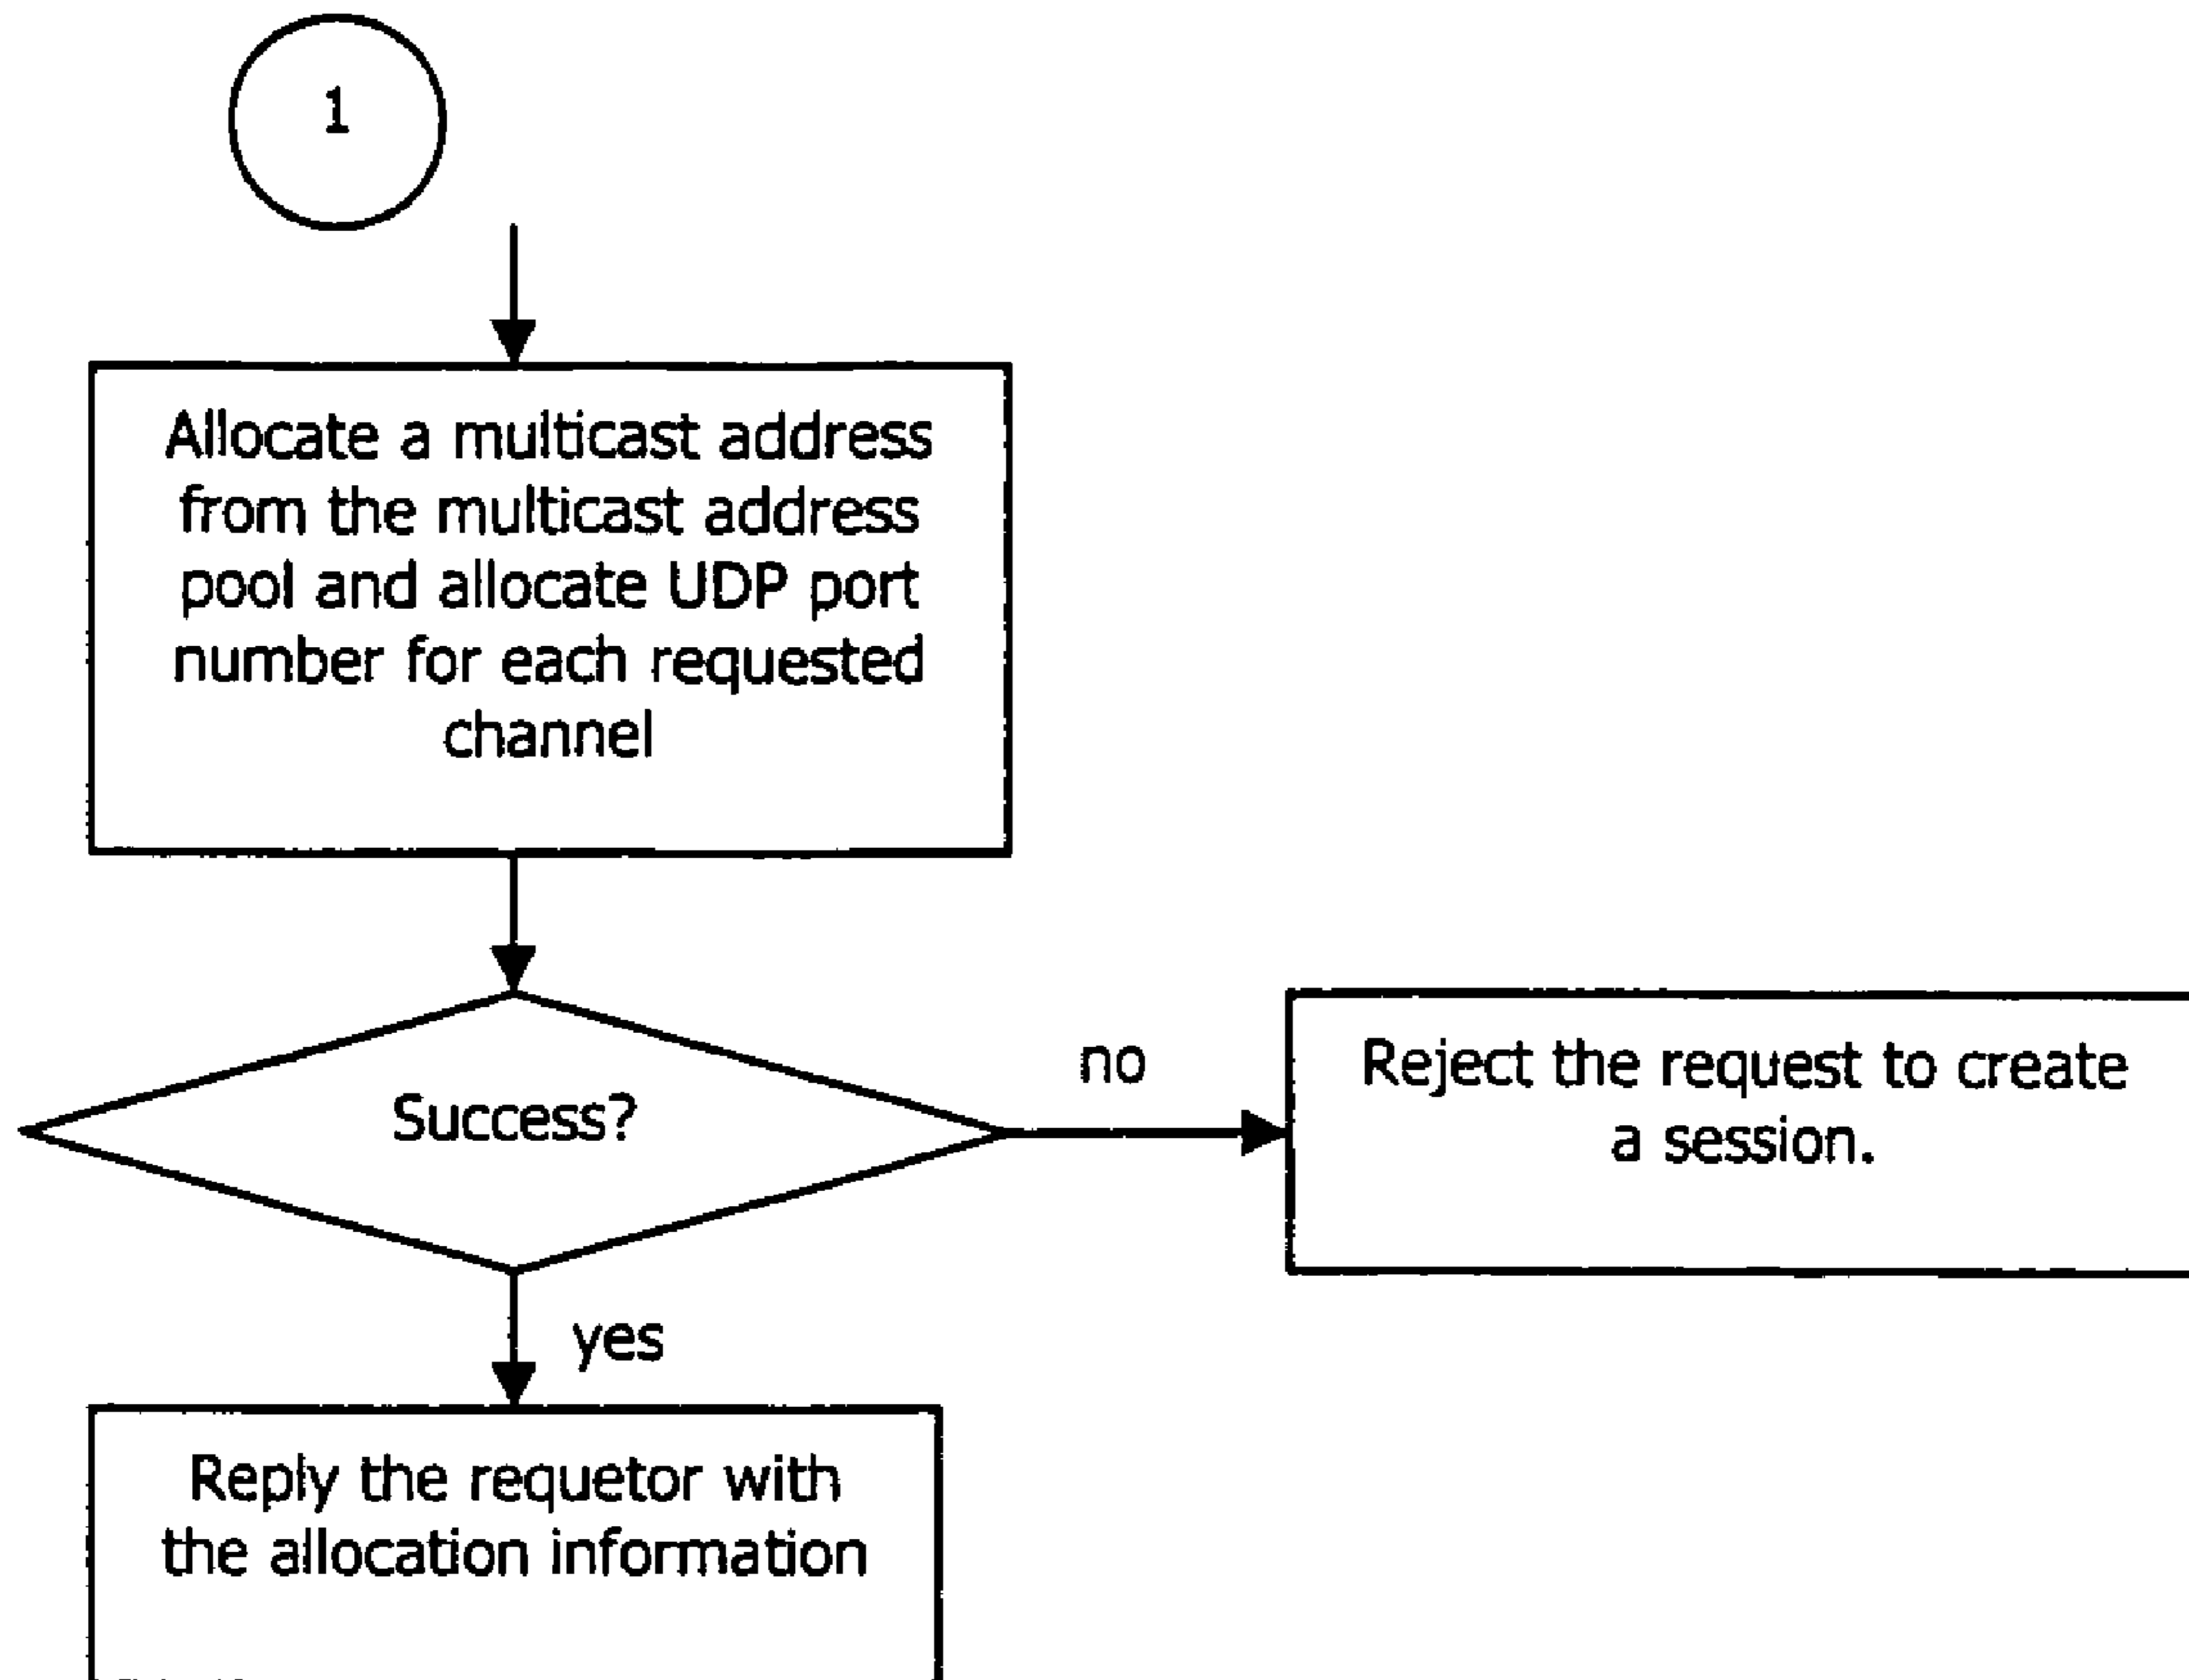 1
Allocate a multicast address
from the multicast address
pool and allocate UDP port
number for each requested
channel
Success?
no
Reject the request to create
a session.
yes
Reply the requetor with
the allocation information